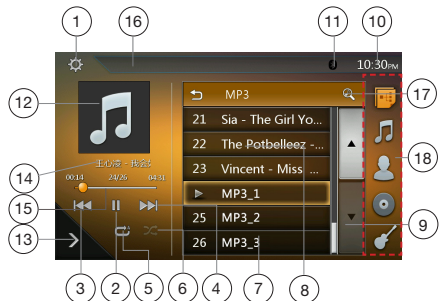 1
16
11
10
10:30PM
12
MP3
17
21 Sia - The Girl Yo...
22 The Potbelleez -...
23 Vincent - Miss ...
MP3_1
25 MP3_2
26 MP3_3
14
00:14 24/26 04:31
18
15
13
9
3
2
5
6
4
7
8